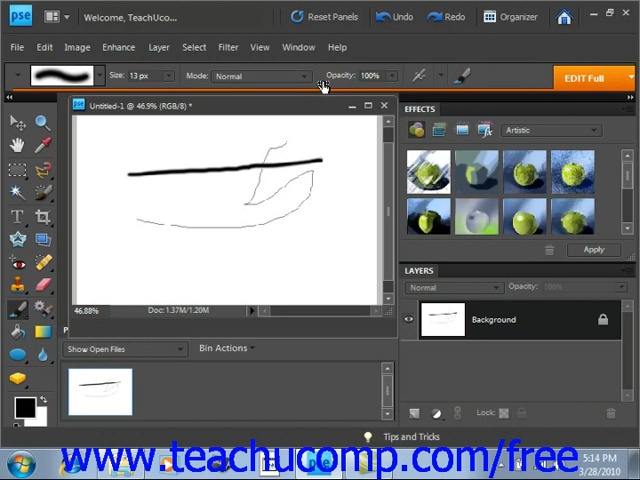 pse
Welcome, TeachUco...
Reset Panels
Undo
Redo
Organizer
File Edit Image Enhance Layer Select Filter View Window Help
Size: 13 px
Mode: Normal
Opacity: 100%
EDIT Full
Untitled-1 @ 46.9% (RGB/8) *
EFFECTS
Artistic
Apply
LAYERS
Normal
Opacity: 100%
Background
46.88%
Doc: 1.37M/1.20M
Show Open Files
Bin Actions
Lock:
Tips and Tricks
www.teachucomp.com/free
pse
5:14 PM
3/28/2010